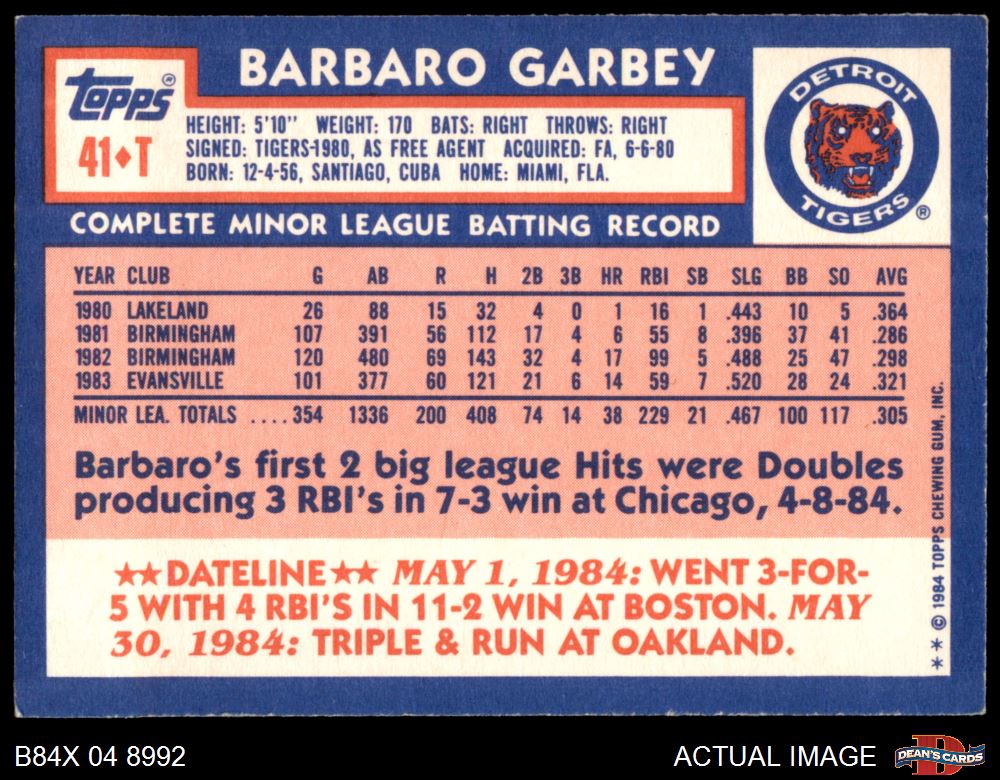 BARBARO GARBEY
Topps®
41♦T
HEIGHT: 5'10" WEIGHT: 170 BATS: RIGHT THROWS: RIGHT
SIGNED: TIGERS-1980, AS FREE AGENT ACQUIRED: FA, 6-6-80
BORN: 12-4-56, SANTIAGO, CUBA HOME: MIAMI, FLA.
DETROIT
TIGERS®
COMPLETE MINOR LEAGUE BATTING RECORD
YEAR CLUB G AB R H 2B 3B HR RBI SB SLG BB SO AVG
1980 LAKELAND 26 88 15 32 4 0 1 16 1 .443 10 5 .364
1981 BIRMINGHAM 107 391 56 112 17 4 6 55 8 .396 37 41 .286
1982 BIRMINGHAM 120 480 69 143 32 4 17 99 5 .488 25 47 .298
1983 EVANSVILLE 101 377 60 121 21 6 14 59 7 .520 28 24 .321
MINOR LEA. TOTALS ....354 1336 200 408 74 14 38 229 21 .467 100 117 .305
Barbaro's first 2 big league Hits were Doubles
producing 3 RBI's in 7-3 win at Chicago, 4-8-84.
★★DATELINE★★ MAY 1, 1984: WENT 3-FOR-
5 WITH 4 RBI'S IN 11-2 WIN AT BOSTON. MAY
30, 1984: TRIPLE & RUN AT OAKLAND.
** © 1984 TOPPS CHEWING GUM, INC.
B84X 04 8992
ACTUAL IMAGE
DEAN'S CARDS